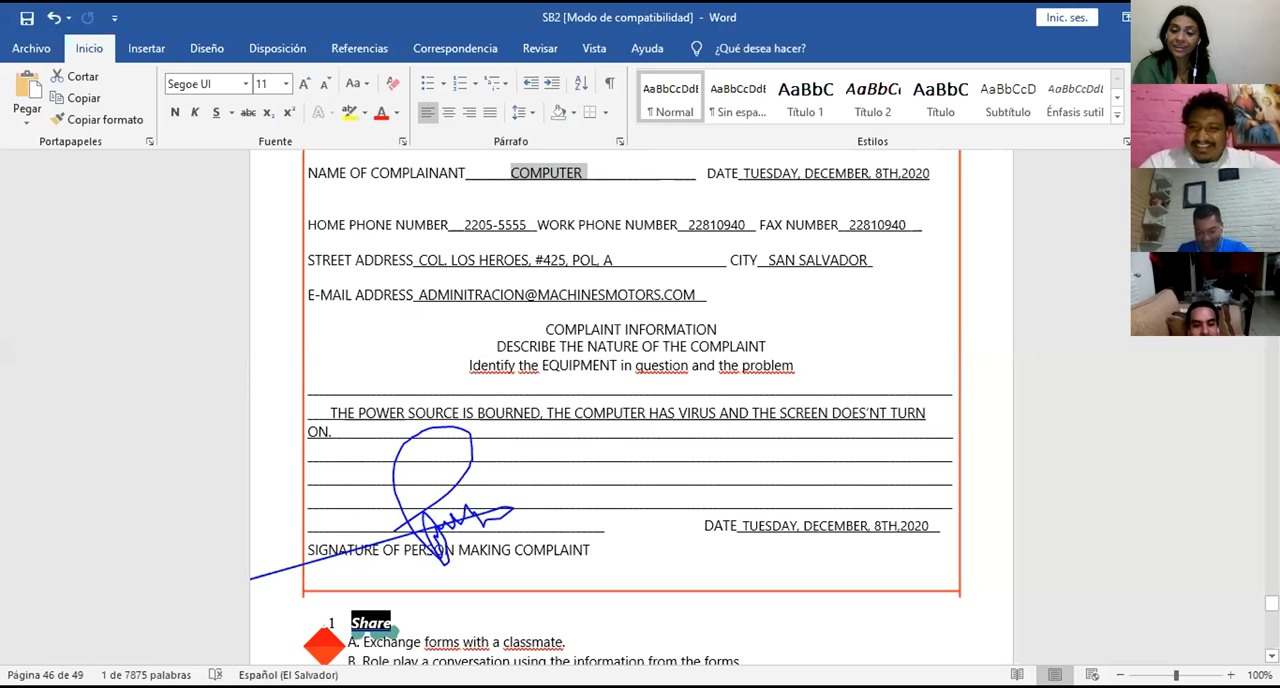 SB2 [Modo de compatibilidad] - Word
Inic. ses.
Archivo Inicio Insertar Diseño Disposición Referencias Correspondencia Revisar Vista Ayuda ¿Qué desea hacer?
Pegar
Cortar
Copiar
Copiar formato
Portapapeles
Segoe UI 11
N K S abc x₂ x²
Fuente
Párrafo
AaBbCcDdE AaBbCcDdE AaBbC AaBbCc AaBbC AaBbCcD AaBbCcDdE
¶ Normal ¶ Sin espa... Título 1 Título 2 Título Subtítulo Énfasis sutil
Estilos
NAME OF COMPLAINANT COMPUTER DATE TUESDAY, DECEMBER, 8TH,2020
HOME PHONE NUMBER 2205-5555 WORK PHONE NUMBER 22810940 FAX NUMBER 22810940
STREET ADDRESS COL. LOS HEROES, #425, POL, A CITY SAN SALVADOR
E-MAIL ADDRESS ADMINITRACION@MACHINESMOTORS.COM
COMPLAINT INFORMATION
DESCRIBE THE NATURE OF THE COMPLAINT
Identify the EQUIPMENT in question and the problem
THE POWER SOURCE IS BOURNED, THE COMPUTER HAS VIRUS AND THE SCREEN DOES'NT TURN
ON.
DATE TUESDAY, DECEMBER, 8TH,2020
SIGNATURE OF PERSON MAKING COMPLAINT
1 Share
A. Exchange forms with a classmate.
B. Role play a conversation using the information from the forms
Página 46 de 49 1 de 7875 palabras Español (El Salvador) 100%